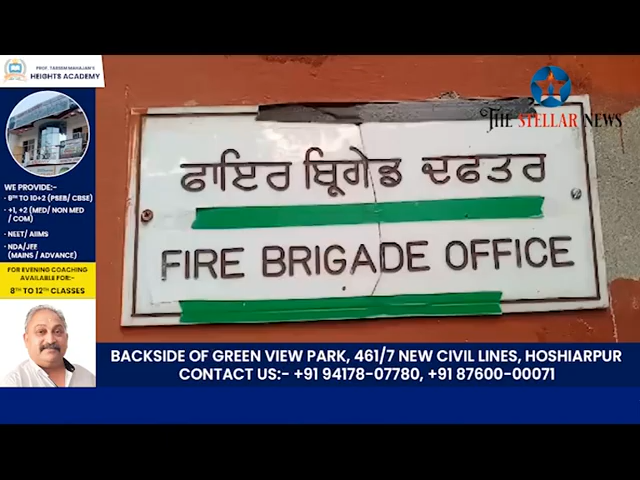 PROF. TARSEM MAHAJAN'S
HEIGHTS ACADEMY
WE PROVIDE:-
• 9TH TO 10+2 (PSEB/ CBSE)
• +1, +2 (MED/ NON MED
/ COM)
• NEET/ AIIMS
• NDA/JEE
(MAINS / ADVANCE)
FOR EVENING COACHING
AVAILABLE FOR:-
8TH TO 12TH CLASSES
THE STELLAR NEWS
ਫਾਇਰ ਬ੍ਰਿਗੇਡ ਦਫਤਰ
FIRE BRIGADE OFFICE
BACKSIDE OF GREEN VIEW PARK, 461/7 NEW CIVIL LINES, HOSHIARPUR
CONTACT US:- +91 94178-07780, +91 87600-00071